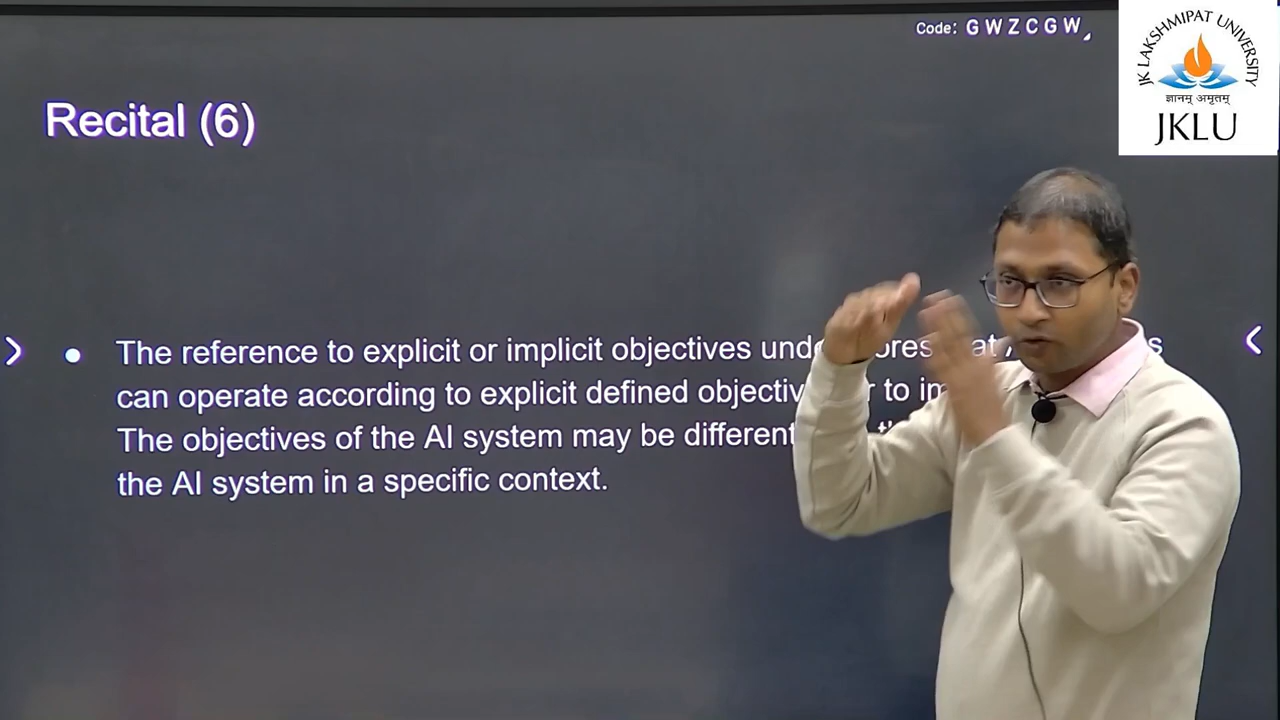 Code: G W Z C G W
JK LAKSHMIPAT UNIVERSITY
ज्ञानम् अमृतम्
JKLU
Recital (6)
The reference to explicit or implicit objectives
can operate according to explicit defined to
The objectives of the AI system may be different
the AI system in a specific context.